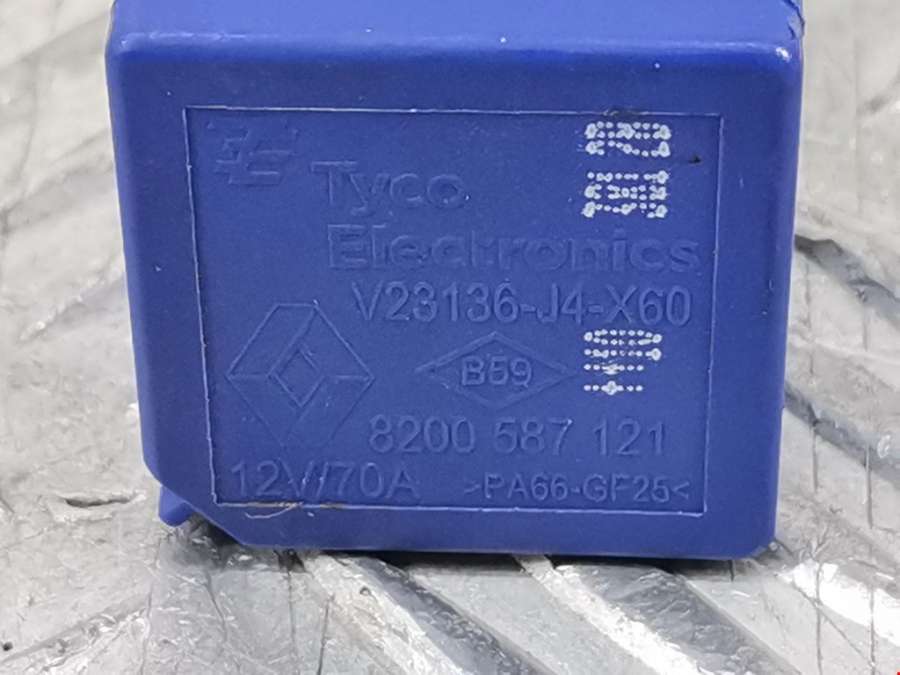 Tyco
Electronics
V23136-J4-X60
B59
8200 587 121
12V/70A >PA66-GF25<